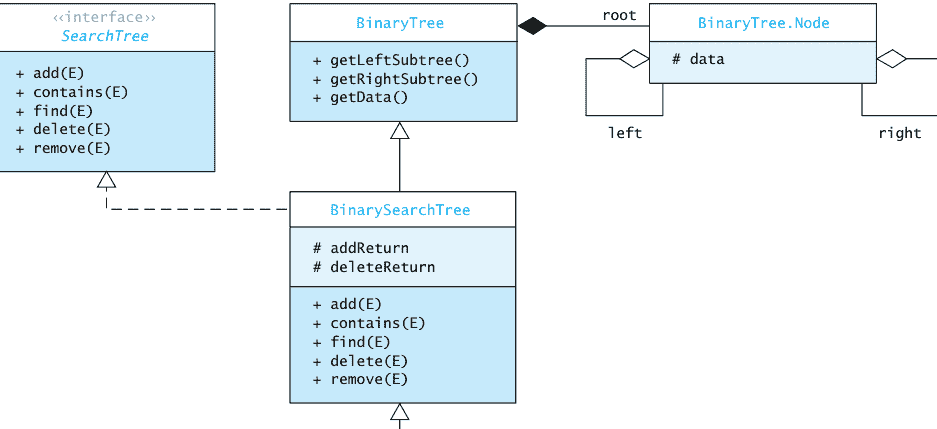 ‹‹interface››
SearchTree
+ add(E)
+ contains(E)
+ find(E)
+ delete(E)
+ remove(E)
BinaryTree
+ getLeftSubtree()
+ getRightSubtree()
+ getData()
root
BinaryTree.Node
# data
left
right
BinarySearchTree
# addReturn
# deleteReturn
+ add(E)
+ contains(E)
+ find(E)
+ delete(E)
+ remove(E)